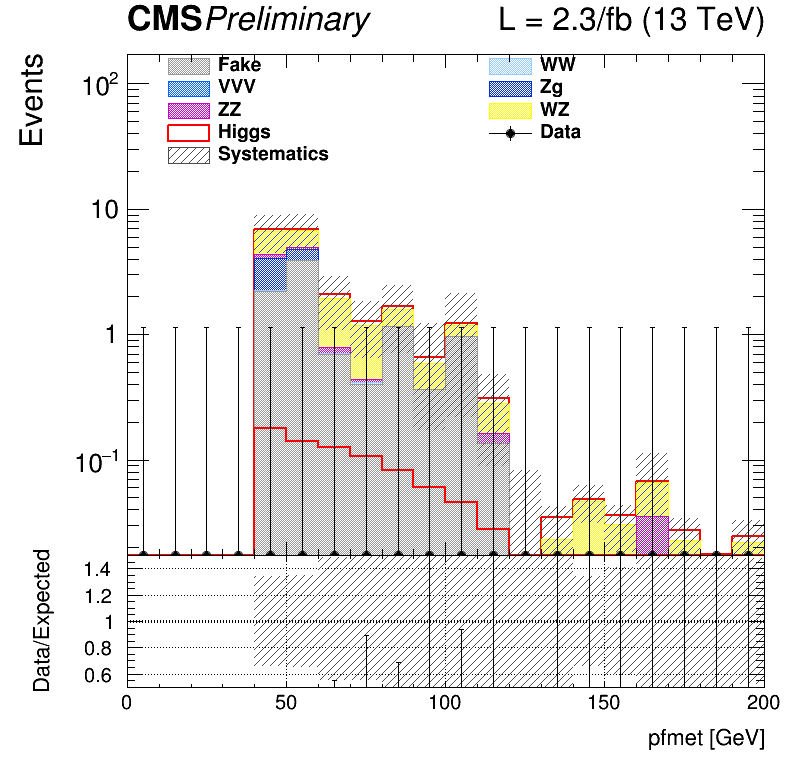 CMS Preliminary L = 2.3/fb (13 TeV)
Events
Fake WW
VVV Zg
ZZ WZ
Higgs Data
Systematics
10²
10
1
10⁻¹
Data/Expected
1.4
1.2
1
0.8
0.6
0 50 100 150 200
pfmet [GeV]